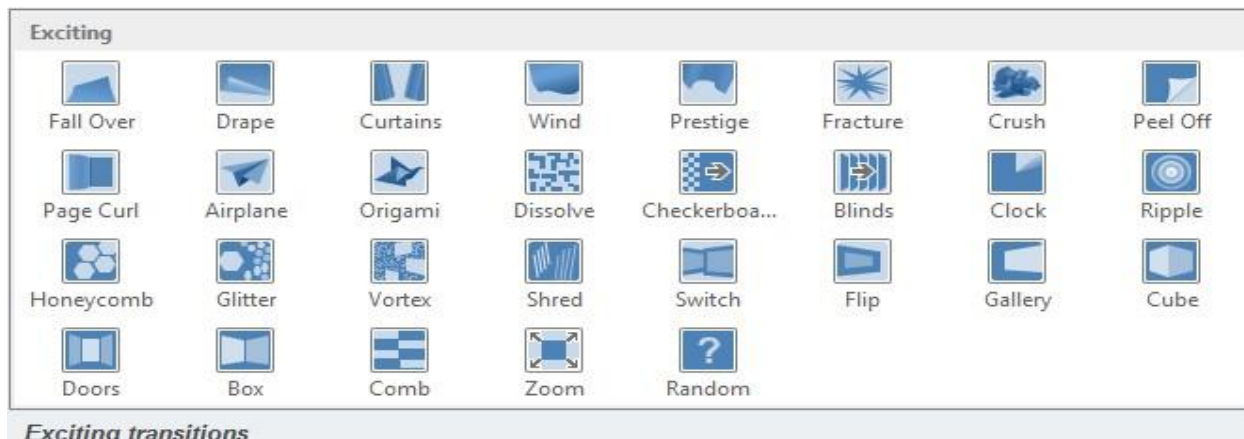 Exciting
Fall Over Drape Curtains Wind Prestige Fracture Crush Peel Off
Page Curl Airplane Origami Dissolve Checkerboa... Blinds Clock Ripple
Honeycomb Glitter Vortex Shred Switch Flip Gallery Cube
?
Doors Box Comb Zoom Random
Exciting transitions